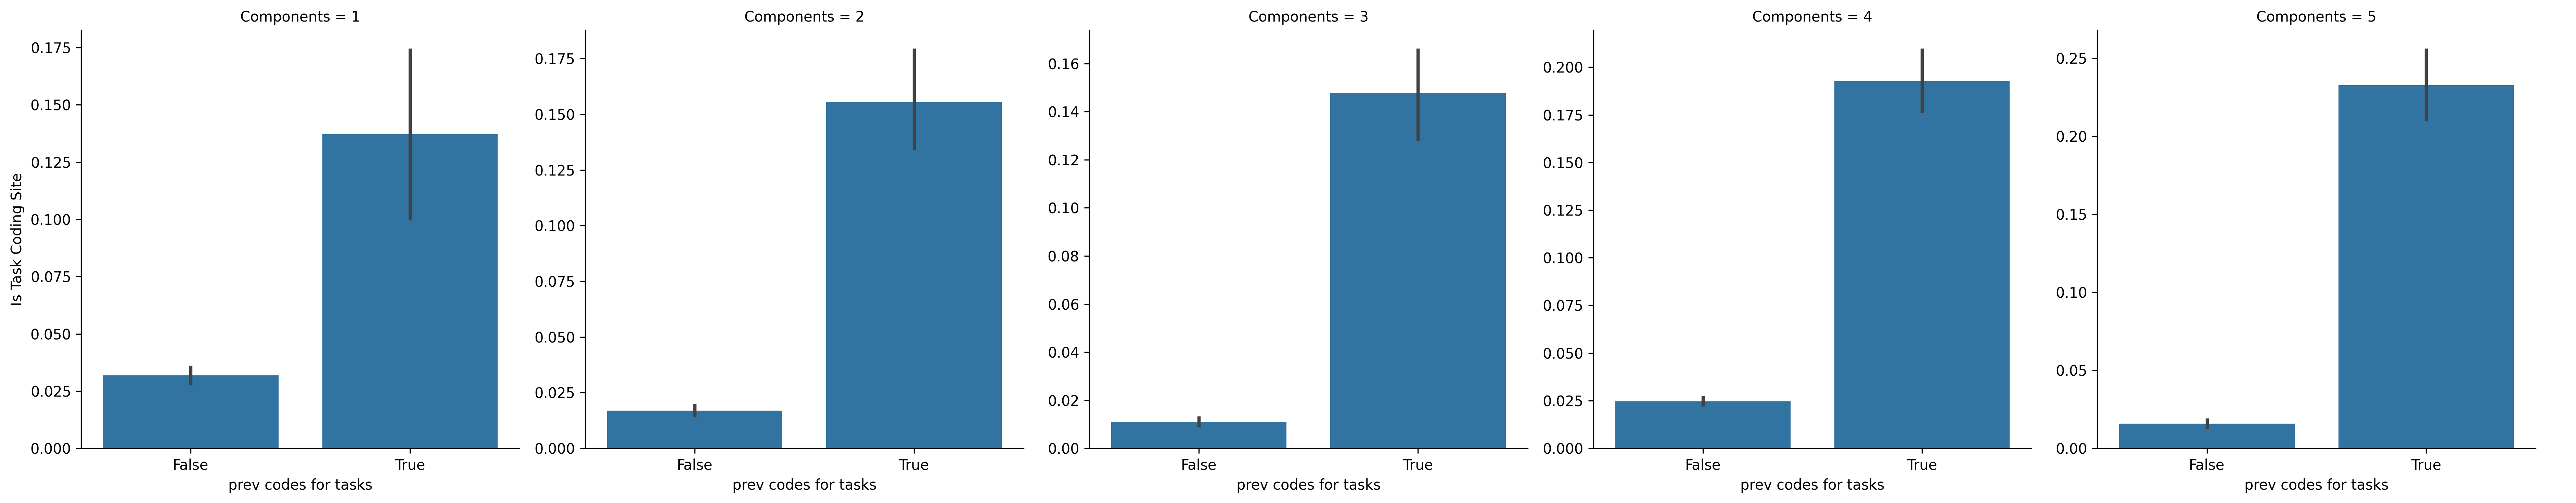 Components = 1
Is Task Coding Site
0.175
0.150
0.125
0.100
0.075
0.050
0.025
0.000
False True
prev codes for tasks
Components = 2
0.175
0.150
0.125
0.100
0.075
0.050
0.025
0.000
False True
prev codes for tasks
Components = 3
0.16
0.14
0.12
0.10
0.08
0.06
0.04
0.02
0.00
False True
prev codes for tasks
Components = 4
0.200
0.175
0.150
0.125
0.100
0.075
0.050
0.025
0.000
False True
prev codes for tasks
Components = 5
0.25
0.20
0.15
0.10
0.05
0.00
False True
prev codes for tasks